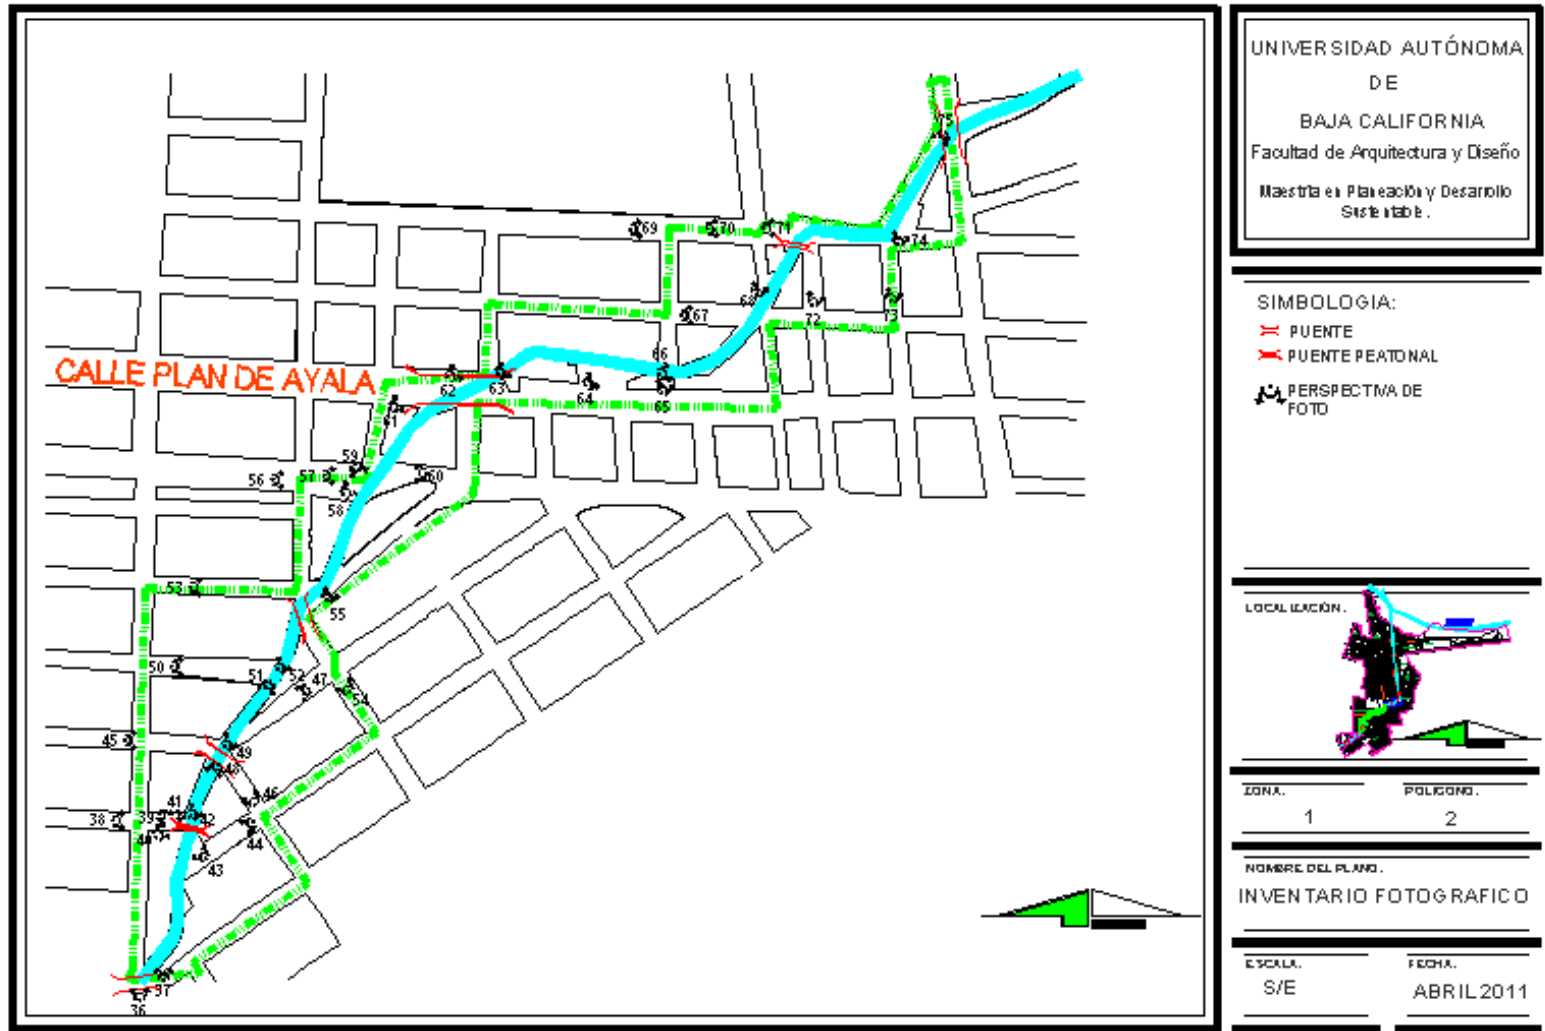 UNIVERSIDAD AUTÓNOMA
DE
BAJA CALIFORNIA
Facultad de Arquitectura y Diseño
Maestría en Planeación y Desarrollo
Sustentable.
SIMBOLOGIA:
PUENTE
PUENTE PEATONAL
PERSPECTIVA DE
FOTO
LOCALIZACIÓN.
ZONA.
POLIGONO.
1
2
NOMBRE DEL PLANO.
INVENTARIO FOTOGRAFICO
ESCALA.
FECHA.
S/E
ABRIL 2011
CALLE PLAN DE AYALA
75
69
70
71
74
68
72
73
67
66
62
63
64
65
61
59
56
57
60
58
53
55
50
51
52
47
54
45
49
48
46
41
38
39
42
40
44
43
37
36